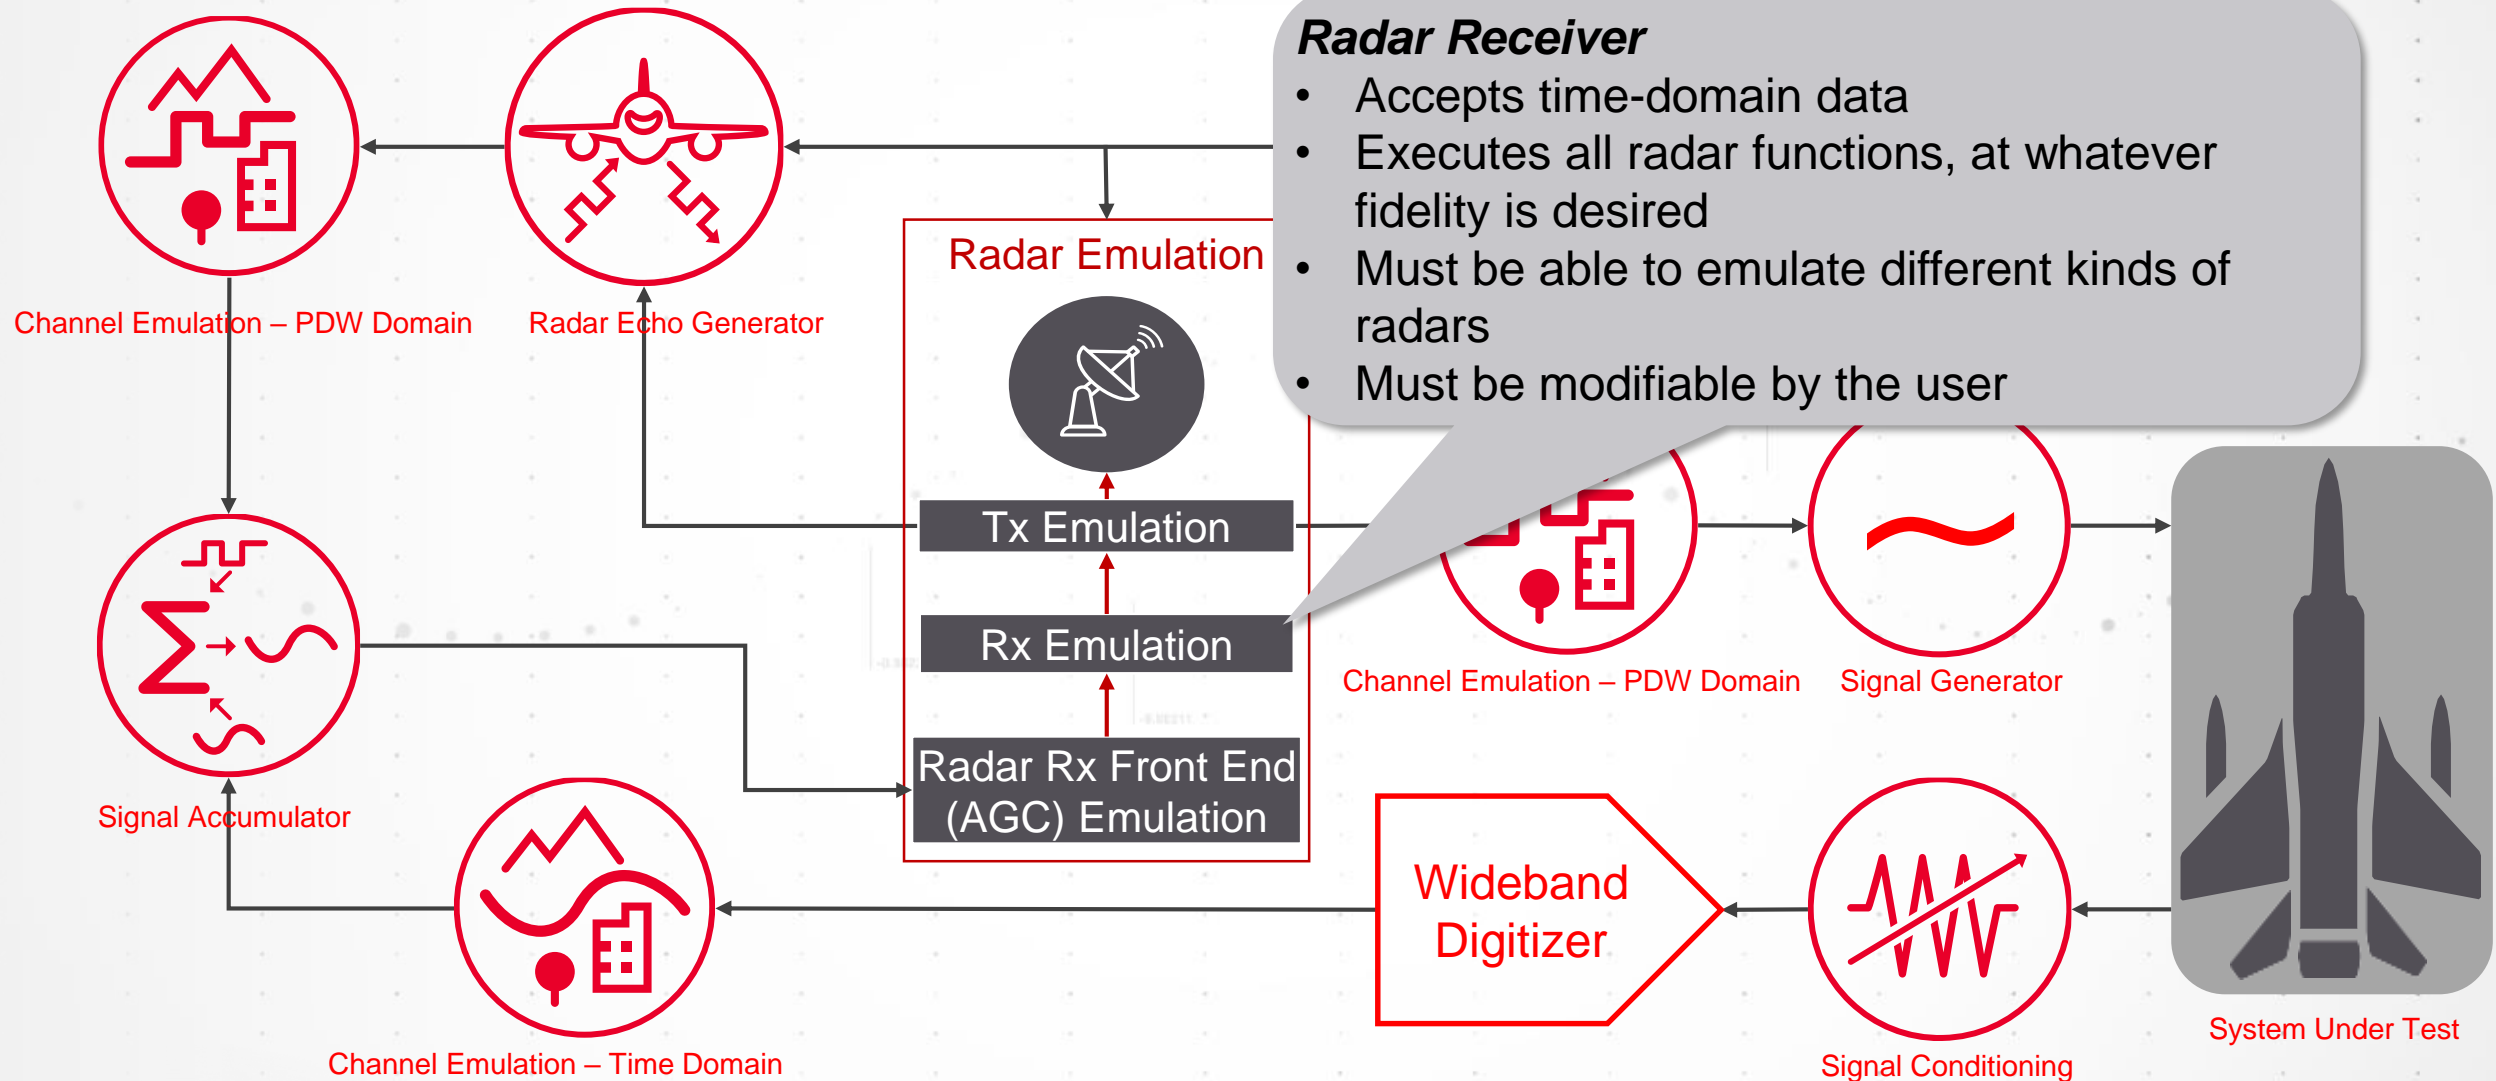 Radar Receiver
• Accepts time-domain data
• Executes all radar functions, at whatever
fidelity is desired
• Must be able to emulate different kinds of
radars
• Must be modifiable by the user
Radar Emulation
Channel Emulation – PDW Domain
Radar Echo Generator
Tx Emulation
Rx Emulation
Channel Emulation – PDW Domain
Signal Generator
Radar Rx Front End
(AGC) Emulation
Signal Accumulator
Wideband
Digitizer
System Under Test
Channel Emulation – Time Domain
Signal Conditioning